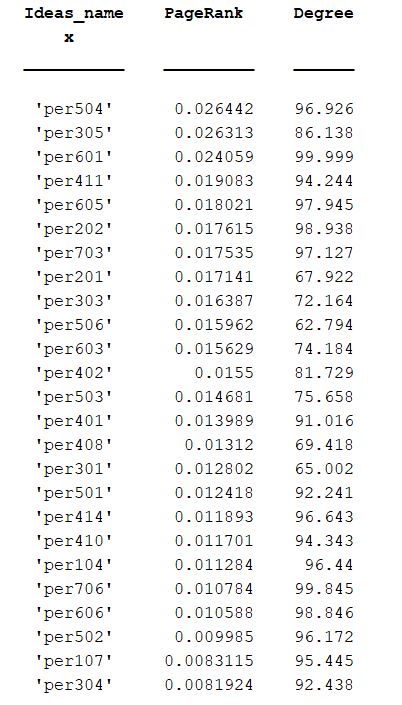 Ideas_name PageRank Degree
x
'per504' 0.026442 96.926
'per305' 0.026313 86.138
'per601' 0.024059 99.999
'per411' 0.019083 94.244
'per605' 0.018021 97.945
'per202' 0.017615 98.938
'per703' 0.017535 97.127
'per201' 0.017141 67.922
'per303' 0.016387 72.164
'per506' 0.015962 62.794
'per603' 0.015629 74.184
'per402' 0.0155 81.729
'per503' 0.014681 75.658
'per401' 0.013989 91.016
'per408' 0.01312 69.418
'per301' 0.012802 65.002
'per501' 0.012418 92.241
'per414' 0.011893 96.643
'per410' 0.011701 94.343
'per104' 0.011284 96.44
'per706' 0.010784 99.845
'per606' 0.010588 98.846
'per502' 0.009985 96.172
'per107' 0.0083115 95.445
'per304' 0.0081924 92.438